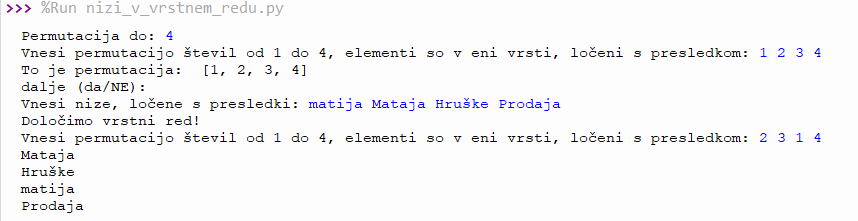 >>> %Run nizi_v_vrstnem_redu.py
Permutacija do: 4
Vnesi permutacijo števil od 1 do 4, elementi so v eni vrsti, ločeni s presledkom: 1 2 3 4
To je permutacija:  [1, 2, 3, 4]
dalje (da/NE):
Vnesi nize, ločene s presledki: matija Mataja Hruške Prodaja
Določimo vrstni red!
Vnesi permutacijo števil od 1 do 4, elementi so v eni vrsti, ločeni s presledkom: 2 3 1 4
Mataja
Hruške
matija
Prodaja